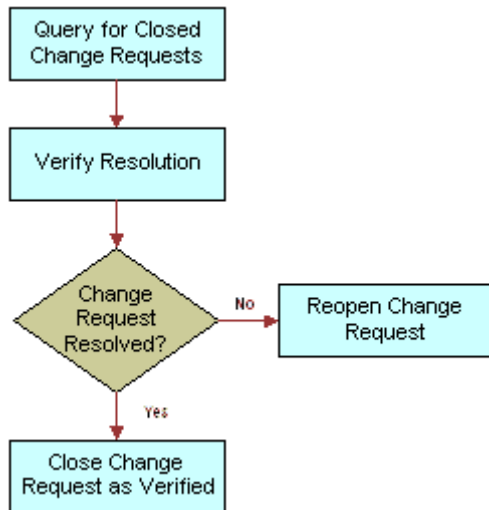 Query for Closed
Change Requests
Verify Resolution
Change
Request
Resolved?
No
Reopen Change
Request
Yes
Close Change
Request as Verified